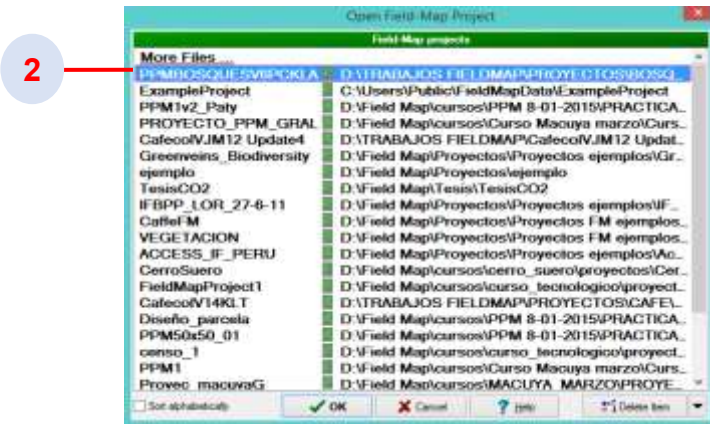 Open Field-Map Project
Field-Map projects
More Files....
2
PPMBOSQUESV8PCKLA D:\TRABAJOS FIELDMAP\PROYECTOS\BOSQ...
ExampleProject C:\Users\Public\FieldMapData\ExampleProject
PPM1v2_Paty D:\Field Map\cursos\PPM 8-01-2015\PRACTICA...
PROYECTO_PPM_GRAL D:\Field Map\cursos\Curso Macuya marzo\Curs...
CafecolVJM12 Update4 D:\TRABAJOS FIELDMAP\CafecolVJM12 Updat...
Greenveins_Biodiversity D:\Field Map\Proyectos\Proyectos ejemplos\Gr...
ejemplo D:\Field Map\Proyectos\ejemplo
TesisCO2 D:\Field Map\Tesis\TesisCO2
IFBPP_LOR_27-6-11 D:\Field Map\Proyectos\Proyectos ejemplos\IF...
CaffeFM D:\Field Map\Proyectos\Proyectos FM ejemplos...
VEGETACION D:\Field Map\Proyectos\Proyectos FM ejemplos...
ACCESS_IF_PERU D:\Field Map\Proyectos\Proyectos ejemplos\Ac...
CerroSuero D:\Field Map\cursos\cerro_suero\proyectos\Cer...
FieldMapProject1 D:\Field Map\cursos\curso_tecnologico\proyect...
CafecolV14KLT D:\TRABAJOS FIELDMAP\PROYECTOS\CAFE\...
Diseño_parcela D:\Field Map\cursos\PPM 8-01-2015\PRACTICA...
PPM50x50_01 D:\Field Map\cursos\PPM 8-01-2015\PRACTICA...
censo_1 D:\Field Map\cursos\curso_tecnologico\proyect...
PPM1 D:\Field Map\cursos\Curso Macuya marzo\Curs...
Proyec_macuyaG D:\Field Map\cursos\MACUYA_MARZO\PROYE...
Sort alphabetically OK Cancel Help Delete Item